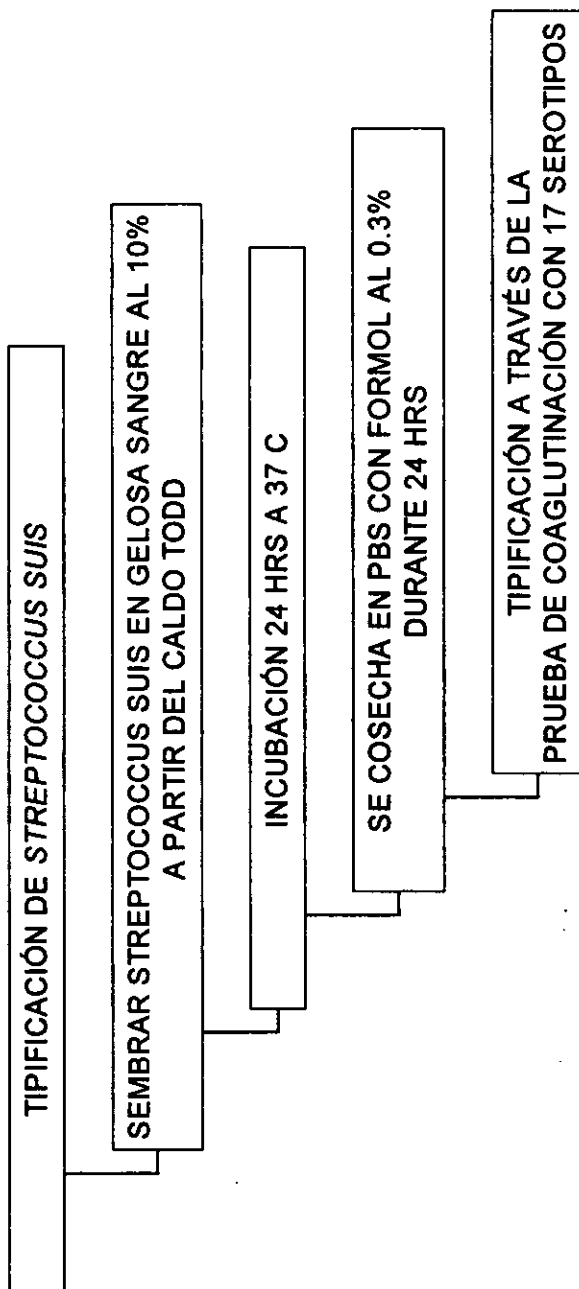 TIPIFICACIÓN DE STREPTOCOCCUS SUIS
SEMBRAR STREPTOCOCCUS SUIS EN GELOSA SANGRE AL 10%
A PARTIR DEL CALDO TODD
INCUBACIÓN 24 HRS A 37 C
SE COSECHA EN PBS CON FORMOL AL 0.3%
DURANTE 24 HRS
TIPIFICACIÓN A TRAVÉS DE LA
PRUEBA DE COAGLUTINACIÓN CON 17 SEROTIPOS